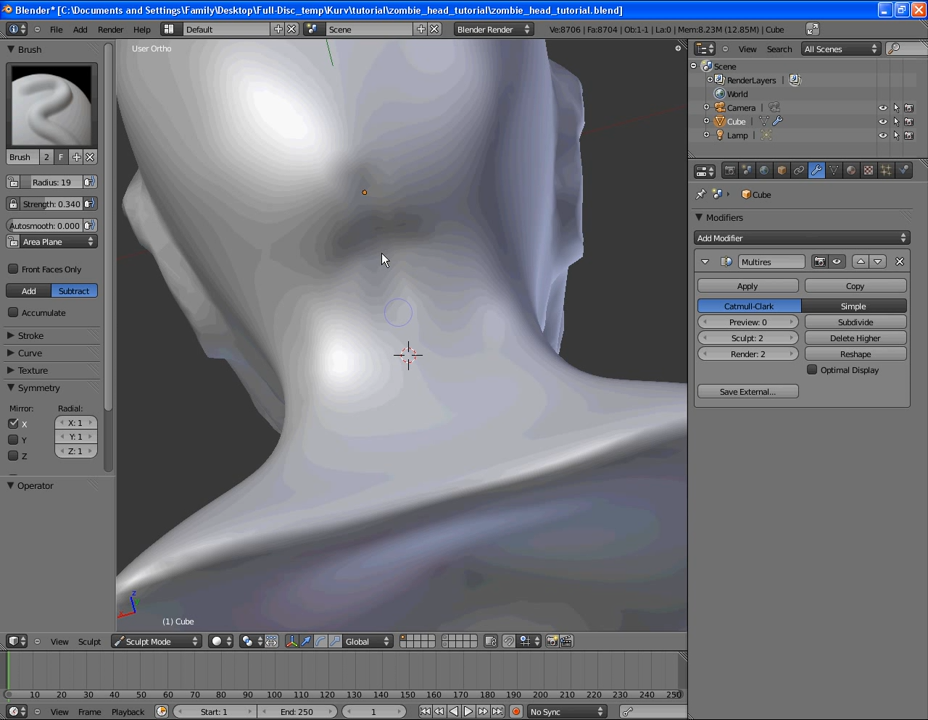 Blender* [C:\Documents and Settings\Family\Desktop\Full-Disc_temp\Kurv\tutorial\zombie_head_tutorial\zombie_head_tutorial.blend]
File Add Render Help Default Scene Blender Render Ve:8706 | Fa:8704 | Ob:1-1 | La:0 | Mem:8.23M (12.85M) | Cube
Brush
User Ortho
View Search All Scenes
Scene
RenderLayers
World
Camera
Cube
Lamp
Brush 2 F
Radius: 19
Strength: 0.340
Autosmooth: 0.000
Area Plane
Front Faces Only
Add Subtract
Accumulate
Stroke
Curve
Texture
Symmetry
Mirror: Radial:
X X: 1
Y Y: 1
Z Z: 1
Operator
Cube
Modifiers
Add Modifier
Multires
Apply Copy
Catmull-Clark Simple
Preview: 0 Subdivide
Sculpt: 2 Delete Higher
Render: 2 Reshape
Optimal Display
Save External...
z
(1) Cube
View Sculpt Sculpt Mode Global
0 10 20 30 40 50 60 70 80 90 100 110 120 130 140 150 160 170 180 190 200 210 220 230 240 250
View Frame Playback Start: 1 End: 250 1 No Sync